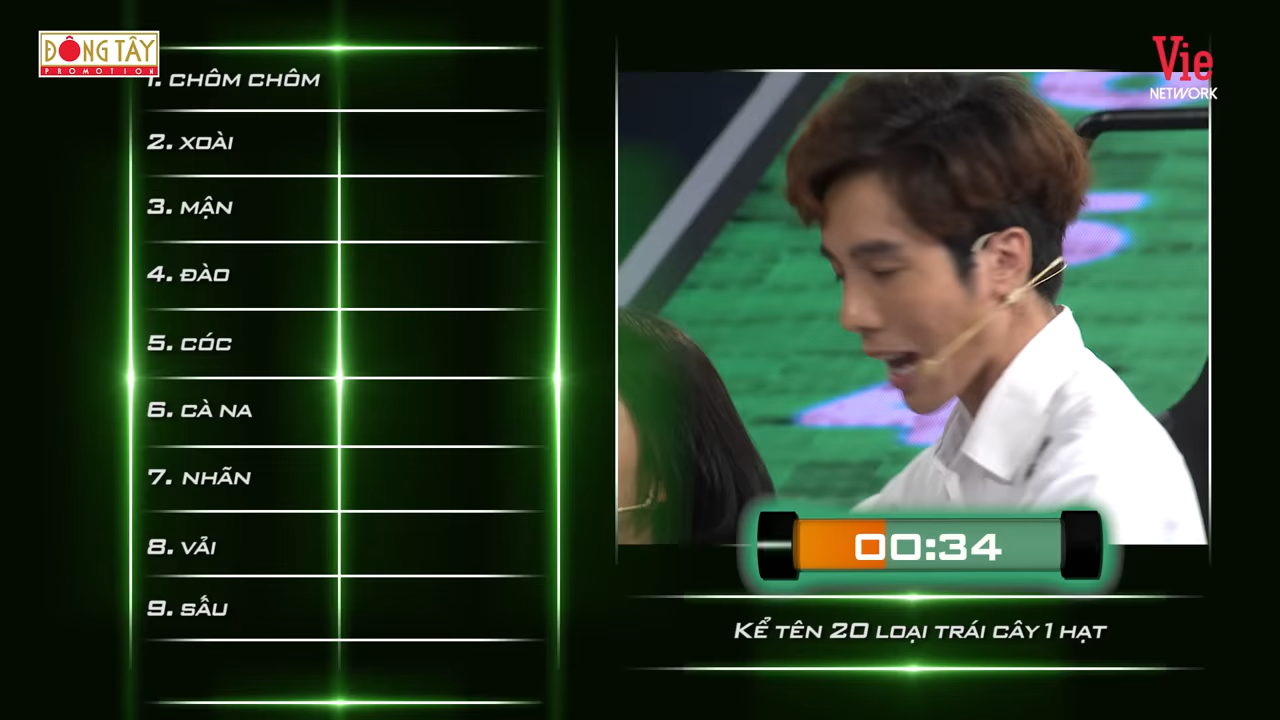 ĐÔNG TÂY
PROMOTION
1. CHÔM CHÔM
2. XOÀI
3. MẬN
4. ĐÀO
5. CÓC
6. CÀ NA
7. NHÃN
8. VẢI
9. SẤU
Vie
NETWORK
00:34
KỂ TÊN 20 LOẠI TRÁI CÂY 1 HẠT